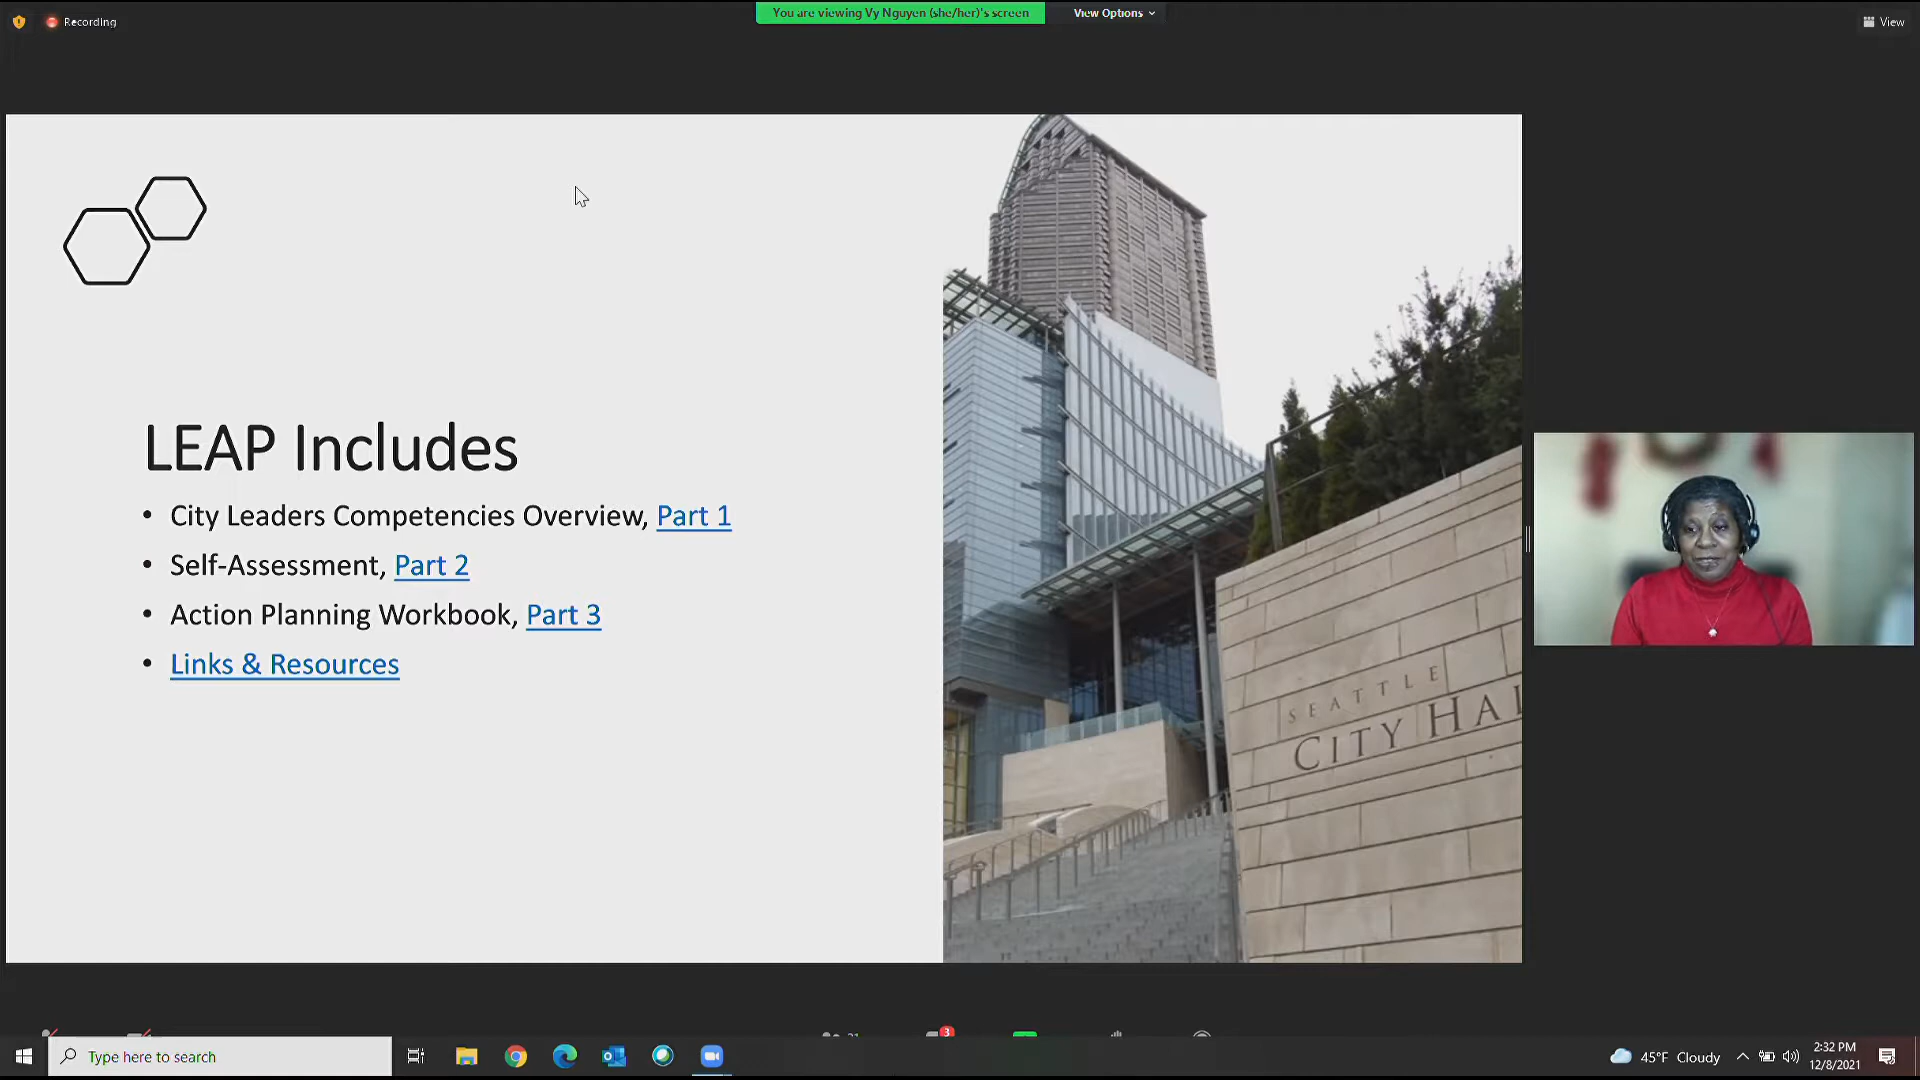 Recording
You are viewing Vy Nguyen (she/her)'s screen
View Options
View
LEAP Includes
• City Leaders Competencies Overview, Part 1
• Self-Assessment, Part 2
• Action Planning Workbook, Part 3
• Links & Resources
SEATTLE
CITY HAL
3
Type here to search
45°F Cloudy
2:32 PM
12/8/2021